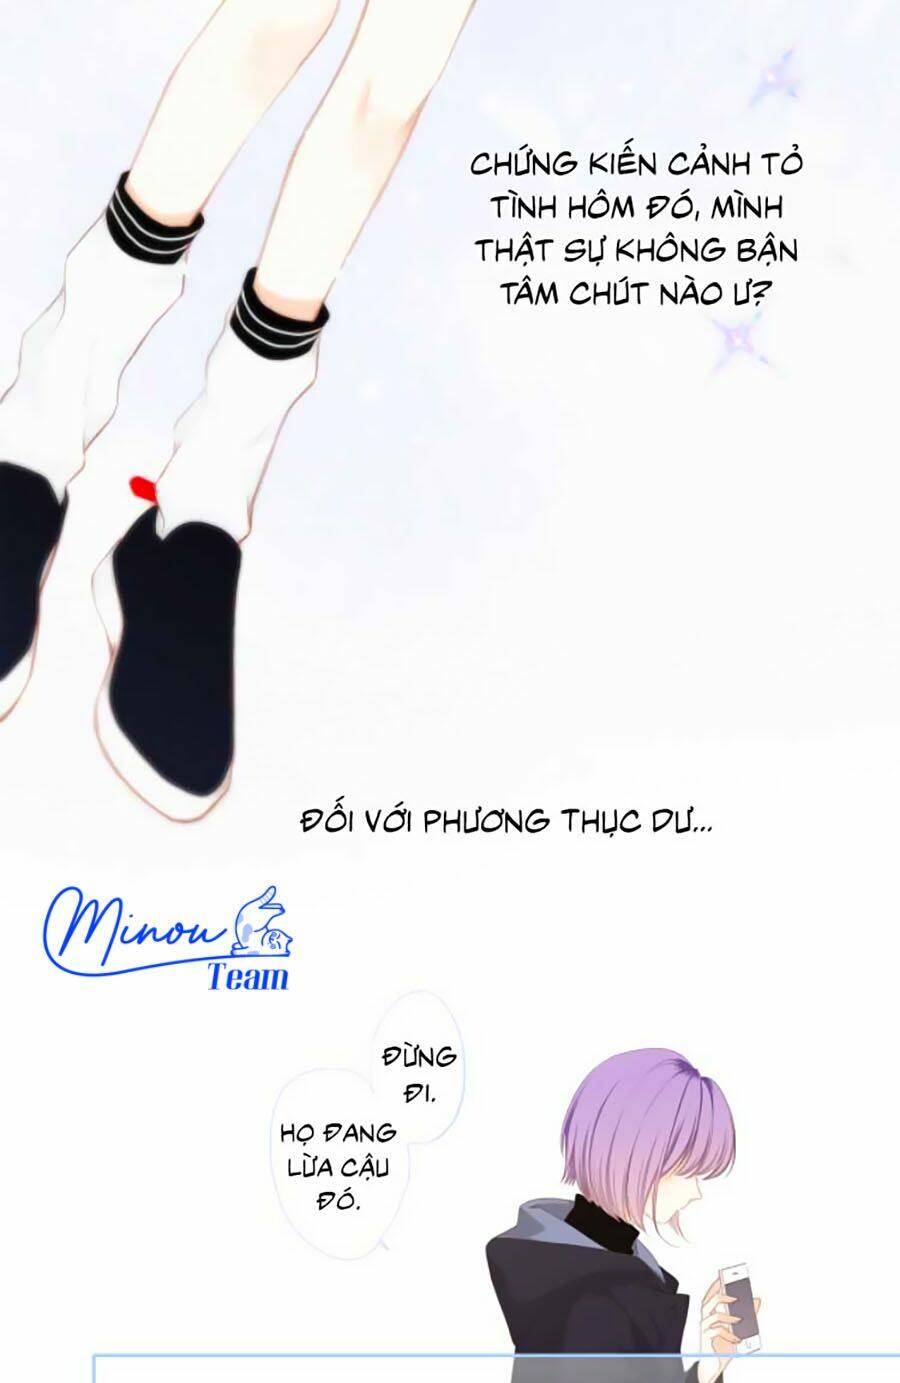 CHỨNG KIẾN CẢNH TỎ
TÌNH HÔM ĐÓ, MÌNH
THẬT SỰ KHÔNG BẬN
TÂM CHÚT NÀO Ư?
ĐỐI VỚI PHƯƠNG THỤC DƯ...
Minou
Team
ĐỪNG
ĐI.
HỌ ĐANG
LỪA CẬU
ĐÓ.